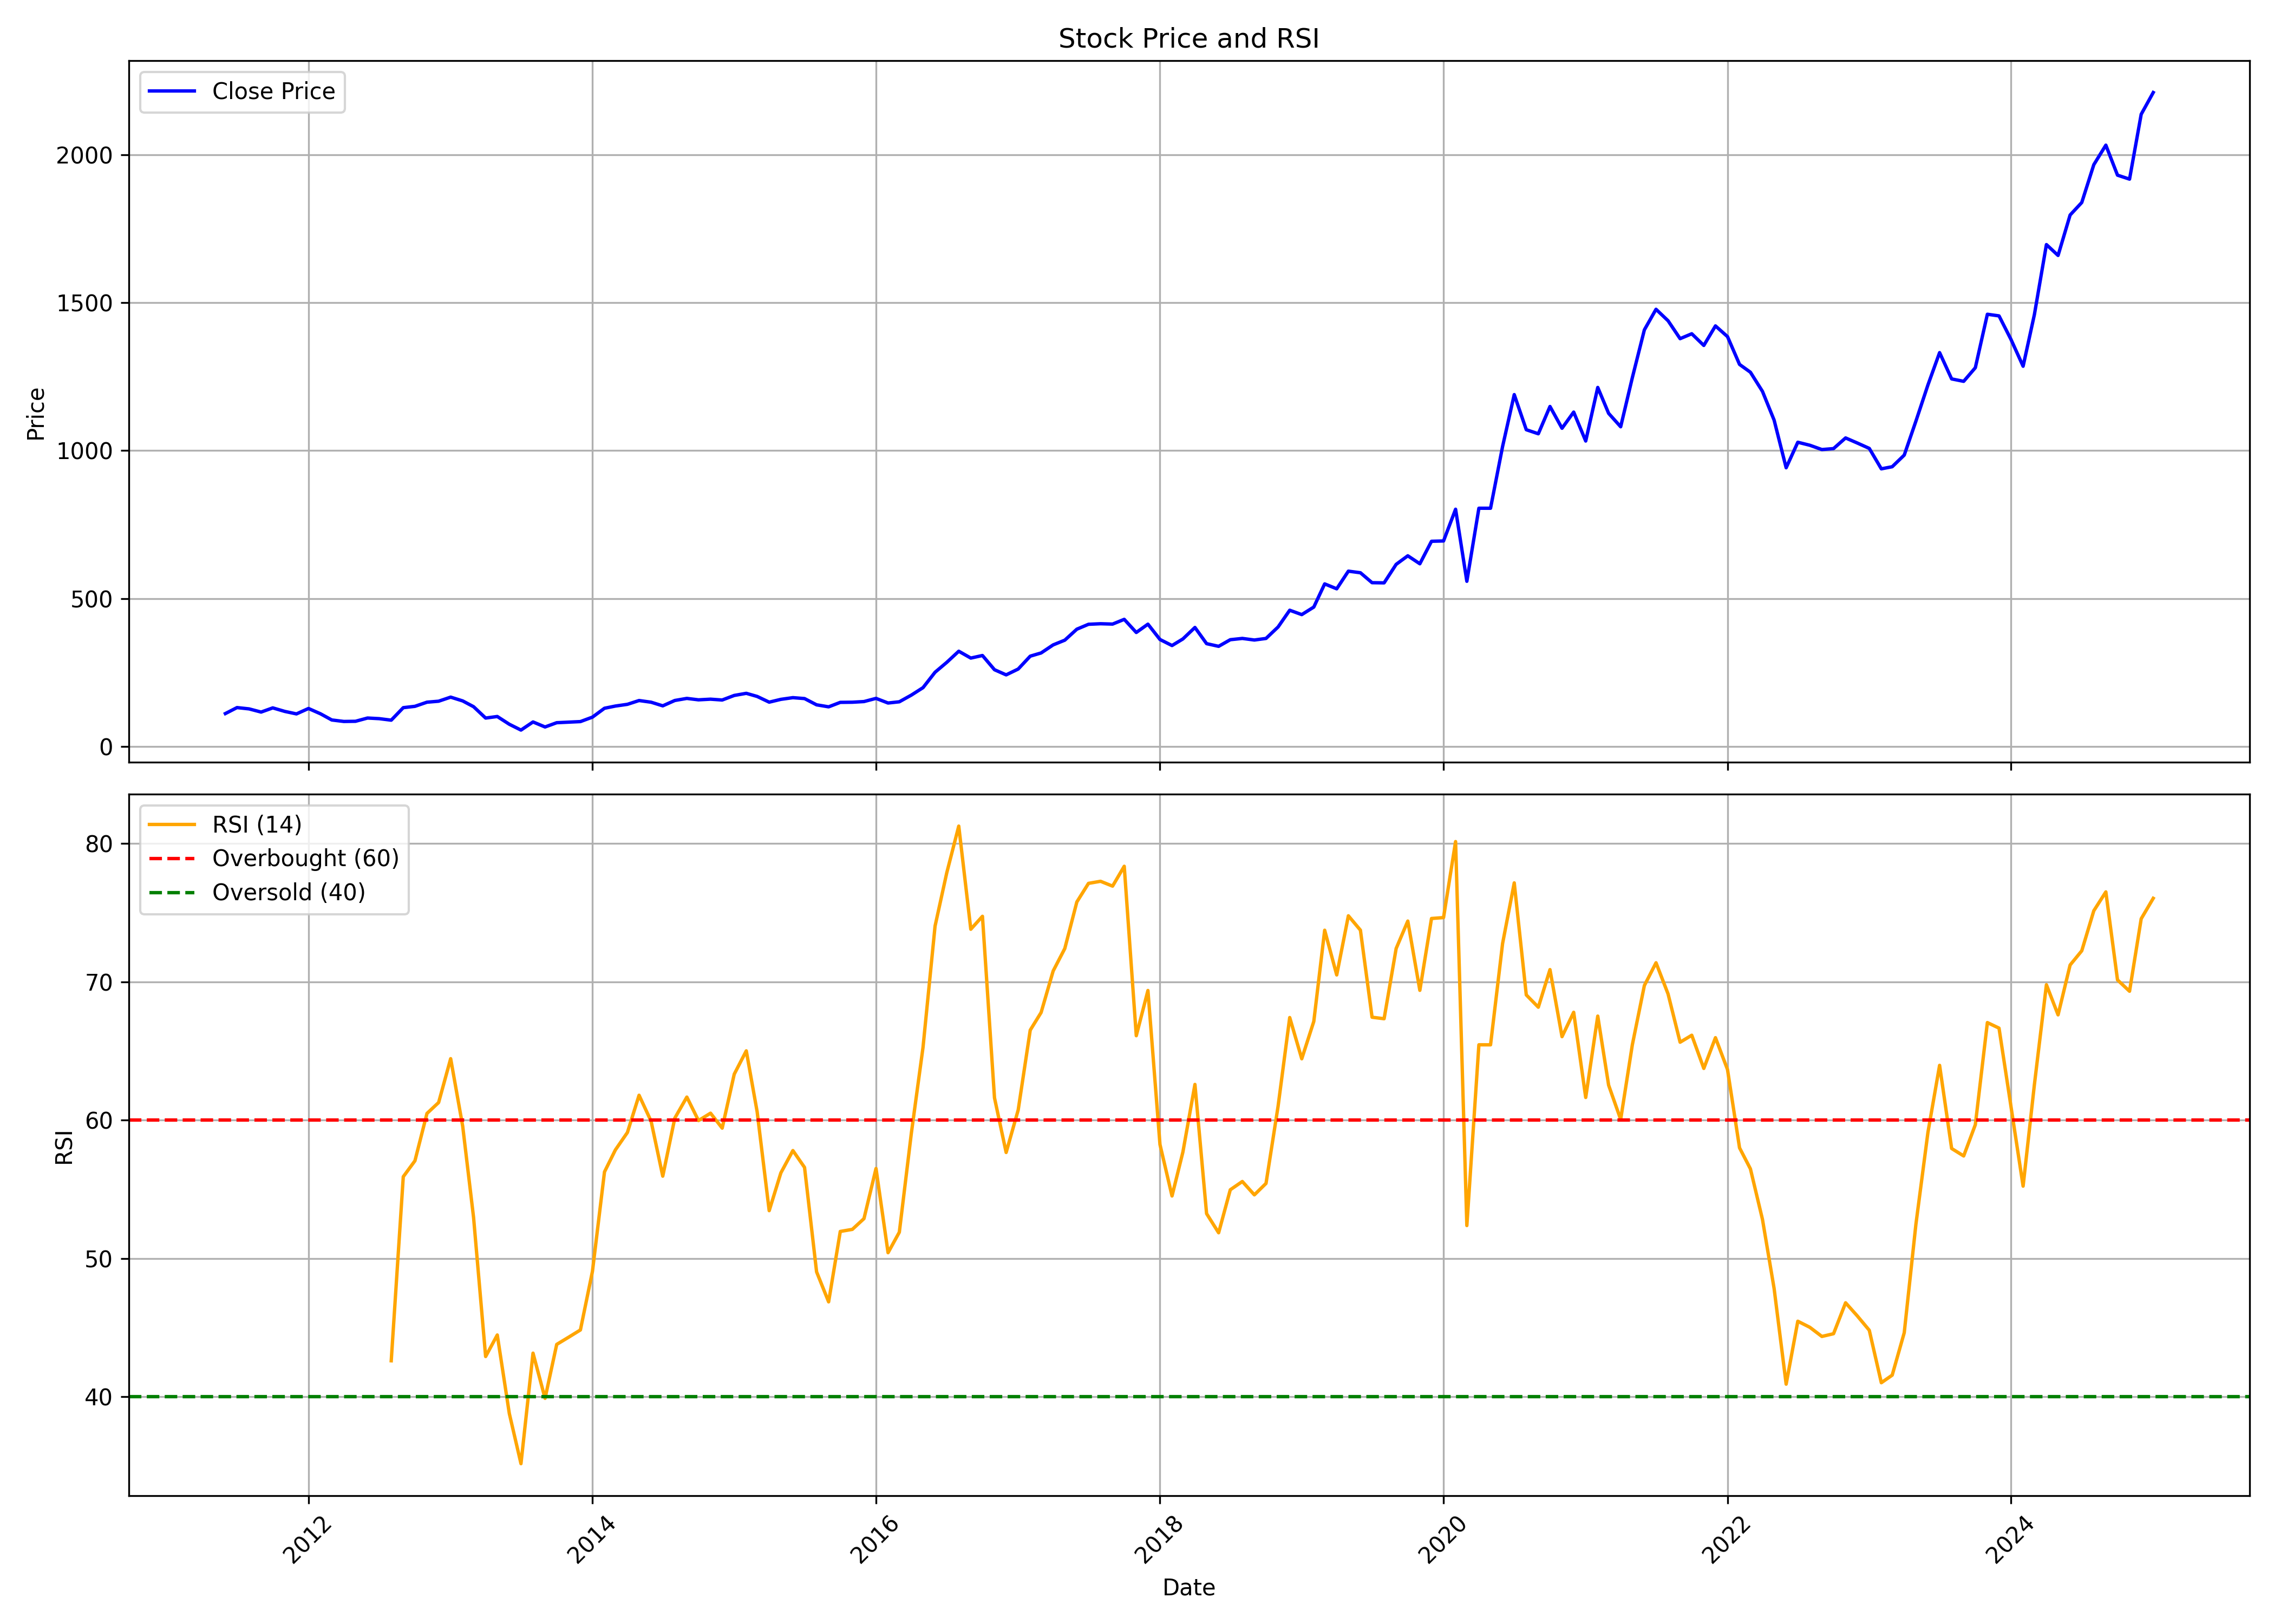 Stock Price and RSI
Close Price
2000
1500
1000
500
0
Price
RSI (14)
Overbought (60)
Oversold (40)
80
70
60
50
40
RSI
2012
2014
2016
2018
2020
2022
2024
Date